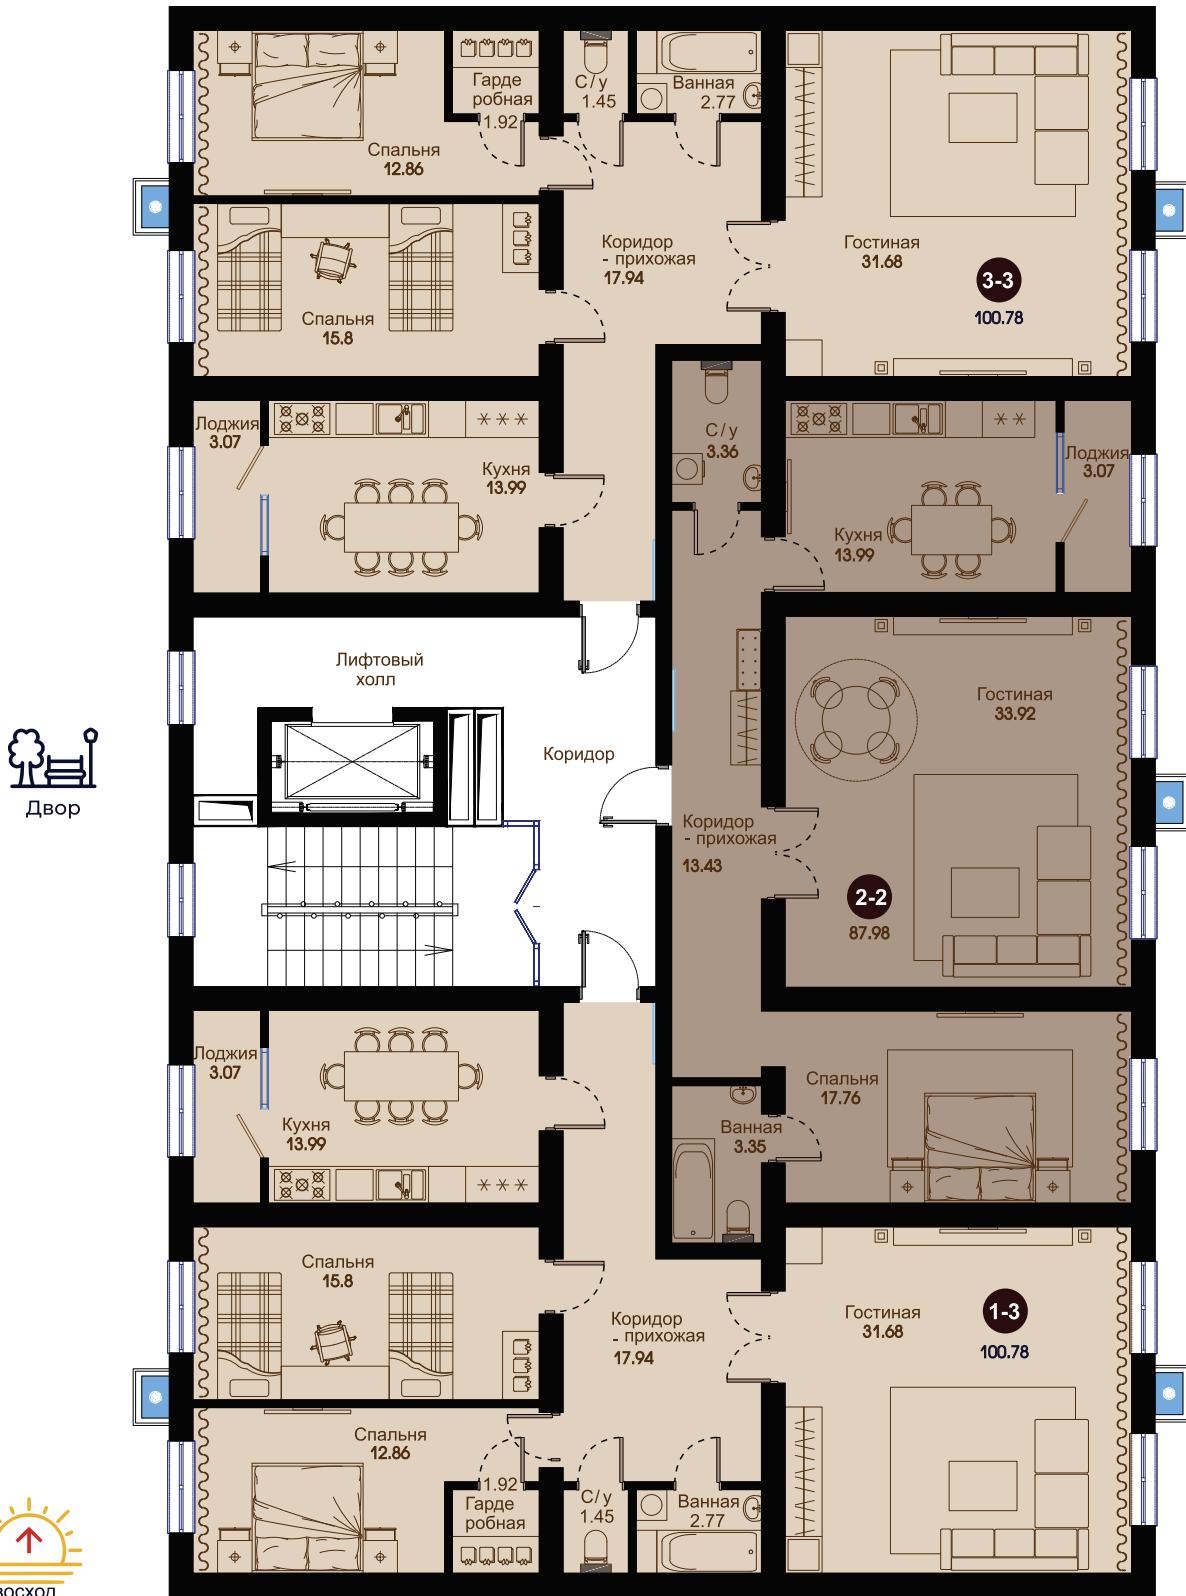 Гарде
робная
1.92
С/у
1.45
Ванная
2.77
Спальня
12.86
Коридор
- прихожая
17.94
Гостиная
31.68
3-3
100.78
Спальня
15.8
Лоджия
3.07
Кухня
13.99
С/у
3.36
Лоджия
3.07
Кухня
13.99
Лифтовый
холл
Гостиная
33.92
Коридор
Двор
Коридор
- прихожая
13.43
2-2
87.98
Лоджия
3.07
Кухня
13.99
Спальня
17.76
Ванная
3.35
Спальня
15.8
Коридор
- прихожая
17.94
Гостиная
31.68
1-3
100.78
Спальня
12.86
1.92
Гарде
робная
С/у
1.45
Ванная
2.77
восход